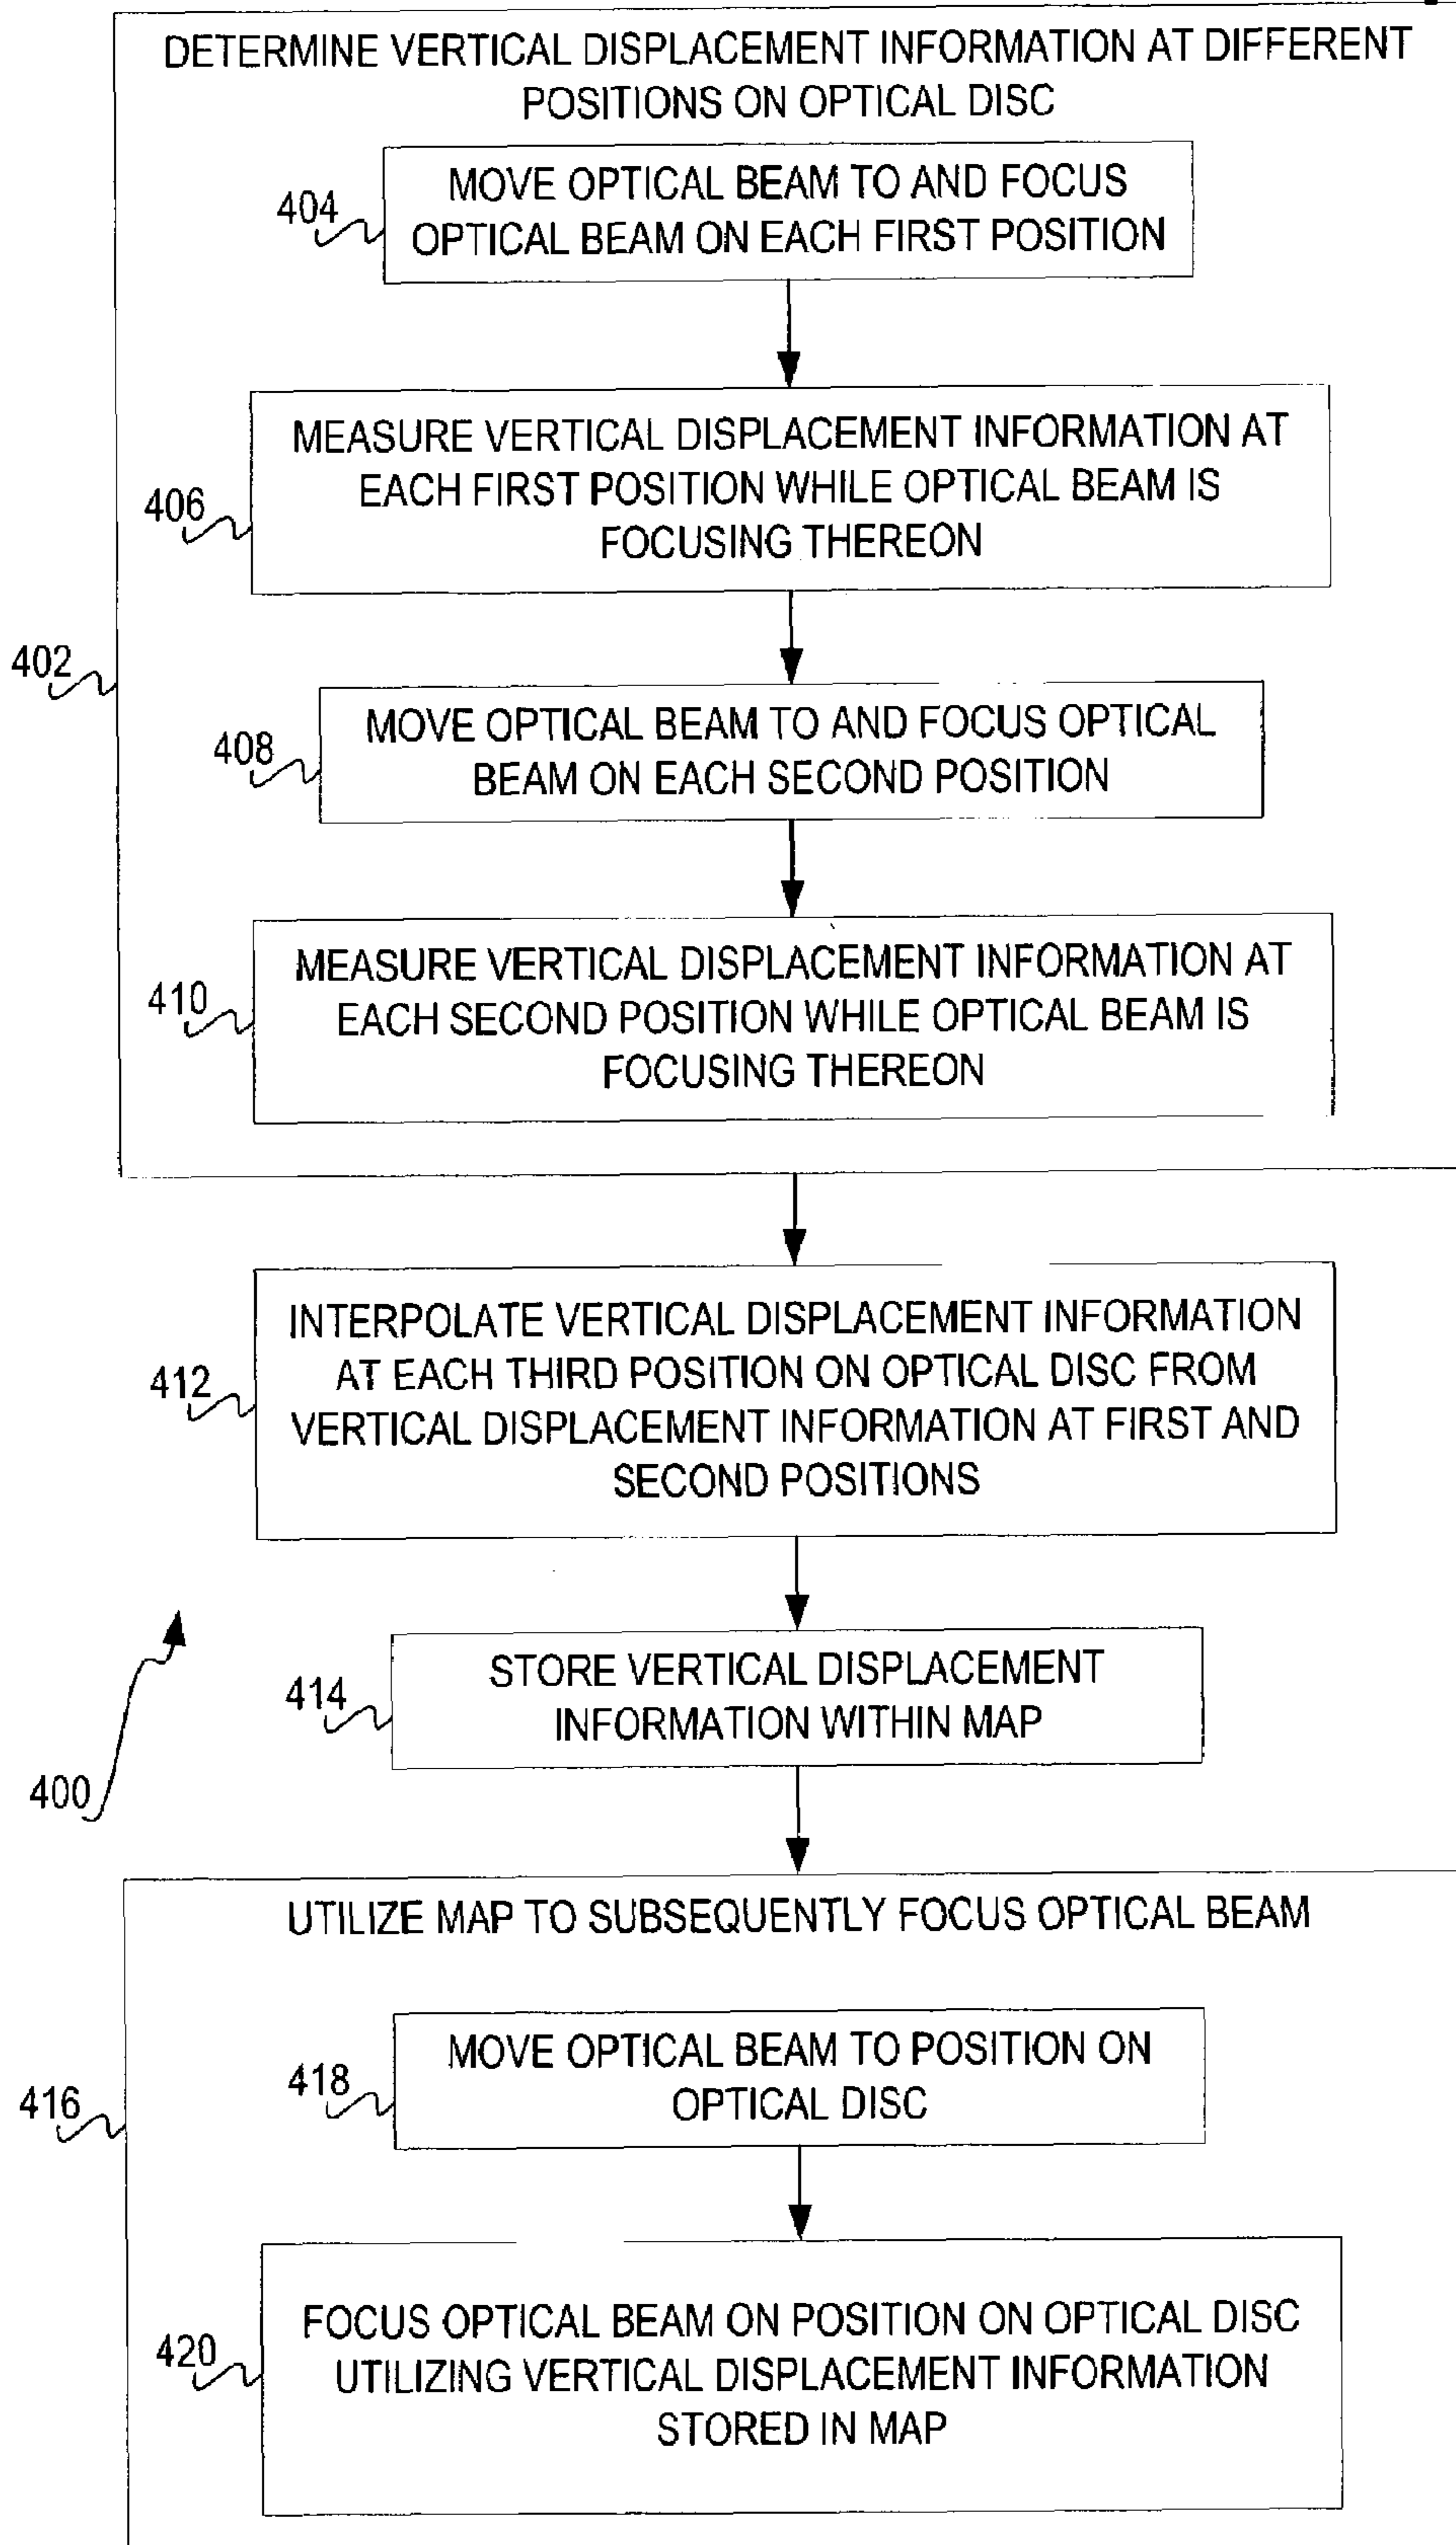 DETERMINE VERTICAL DISPLACEMENT INFORMATION AT DIFFERENT
POSITIONS ON OPTICAL DISC
404
MOVE OPTICAL BEAM TO AND FOCUS
OPTICAL BEAM ON EACH FIRST POSITION
406
MEASURE VERTICAL DISPLACEMENT INFORMATION AT
EACH FIRST POSITION WHILE OPTICAL BEAM IS
FOCUSING THEREON
402
408
MOVE OPTICAL BEAM TO AND FOCUS OPTICAL
BEAM ON EACH SECOND POSITION
410
MEASURE VERTICAL DISPLACEMENT INFORMATION AT
EACH SECOND POSITION WHILE OPTICAL BEAM IS
FOCUSING THEREON
412
INTERPOLATE VERTICAL DISPLACEMENT INFORMATION
AT EACH THIRD POSITION ON OPTICAL DISC FROM
VERTICAL DISPLACEMENT INFORMATION AT FIRST AND
SECOND POSITIONS
414
STORE VERTICAL DISPLACEMENT
INFORMATION WITHIN MAP
400
UTILIZE MAP TO SUBSEQUENTLY FOCUS OPTICAL BEAM
416
418
MOVE OPTICAL BEAM TO POSITION ON
OPTICAL DISC
420
FOCUS OPTICAL BEAM ON POSITION ON OPTICAL DISC
UTILIZING VERTICAL DISPLACEMENT INFORMATION
STORED IN MAP